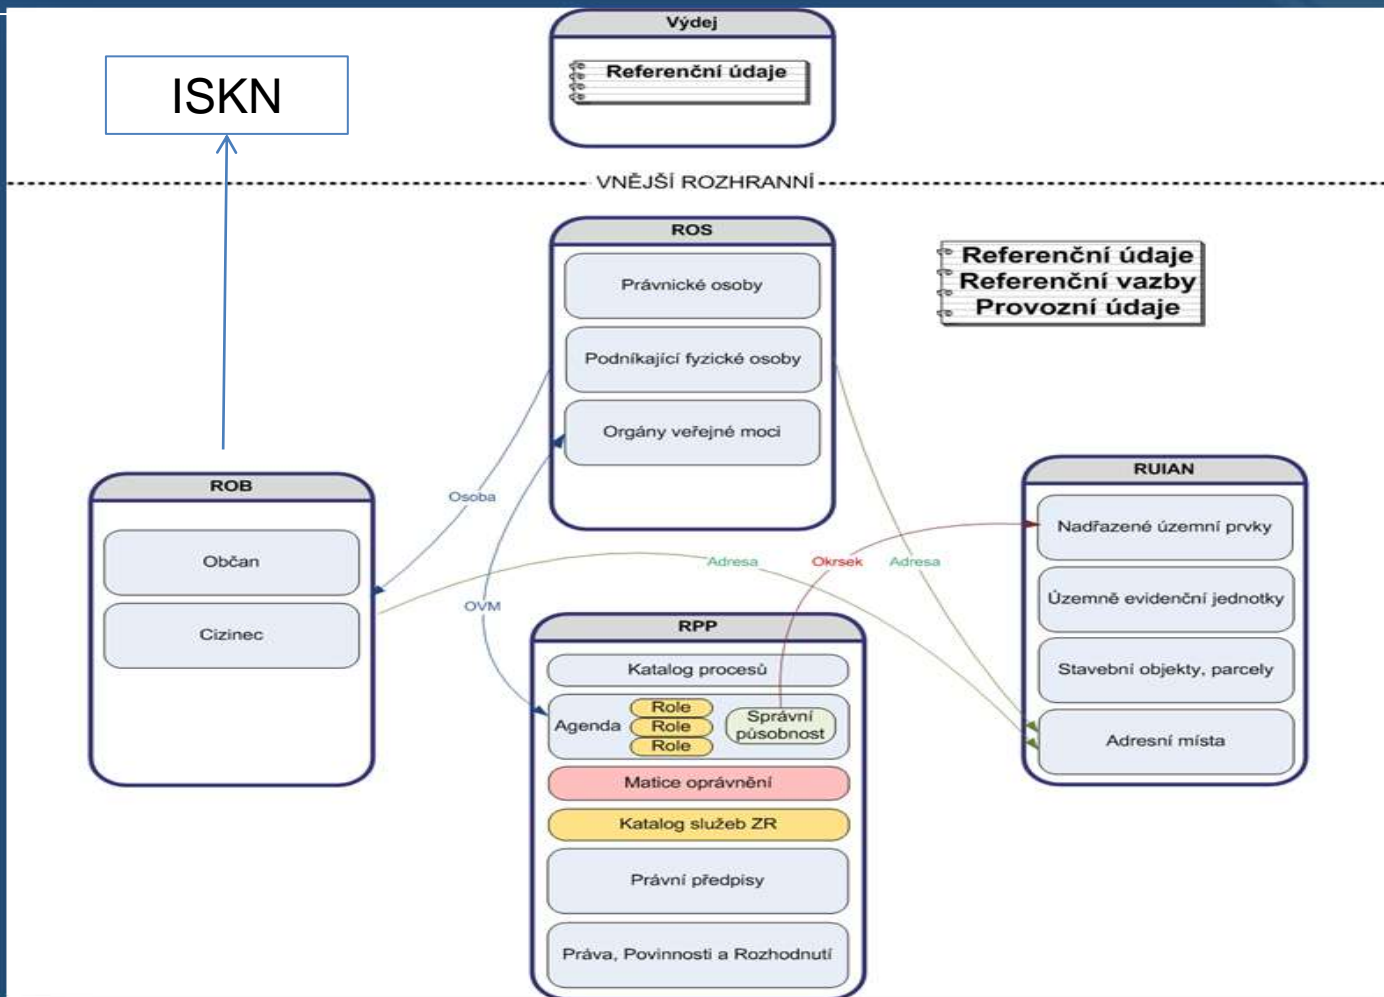 Výdej
Referenční údaje
ISKN
VNĚJŠÍ ROZHRANNÍ
ROS
Právnické osoby
Podníkající fyzické osoby
Orgány veřejné moci
Referenční údaje
Referenční vazby
Provozní údaje
ROB
Občan
Cizinec
Osoba
OVM
Adresa
Okrsek
Adresa
RUIAN
Nadřazené územní prvky
Územně evidenční jednotky
Stavební objekty, parcely
Adresní místa
RPP
Katalog procesů
Agenda
Role
Role
Role
Správní
působnost
Matice oprávnění
Katalog služeb ZR
Právní předpisy
Práva, Povinnosti a Rozhodnutí